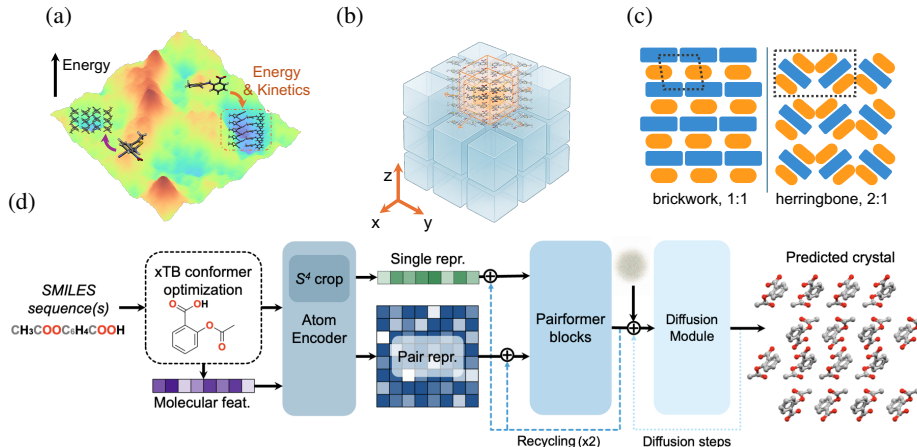 (a)
Energy
Energy
& Kinetics
(b)
z
x
y
(c)
brickwork, 1:1
herringbone, 2:1
(d)
SMILES
sequence(s)
CH₃COOC₆H₄COOH
xTB conformer
optimization
O
OH
O
O
Molecular feat.
S⁴ crop
Atom
Encoder
Single repr.
Pair repr.
Pairformer
blocks
Recycling (x2)
Diffusion
Module
Diffusion steps
Predicted crystal